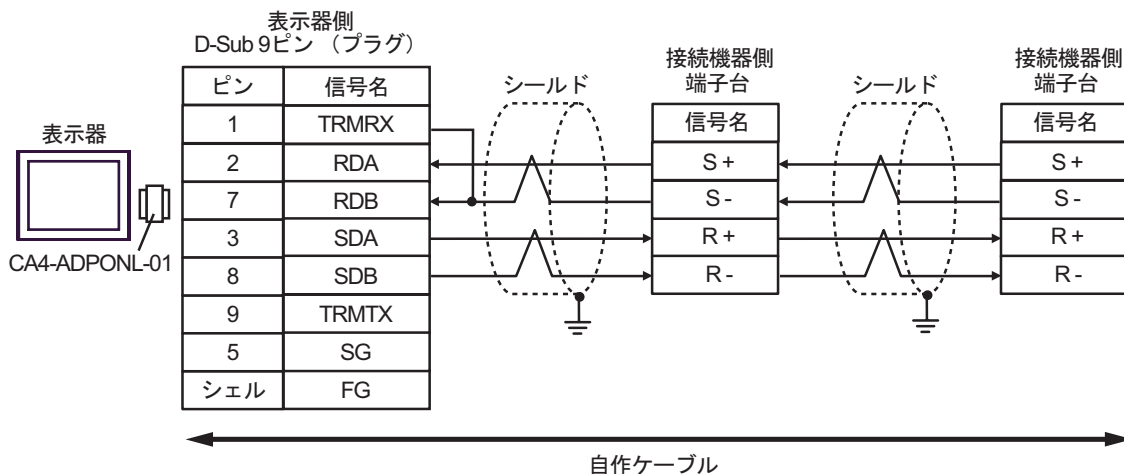 表示器側
D-Sub 9ピン （プラグ）
ピン 信号名
1 TRMRX
2 RDA
7 RDB
3 SDA
8 SDB
9 TRMTX
5 SG
シェル FG
表示器
CA4-ADPONL-01
シールド
接続機器側
端子台
信号名
S +
S -
R +
R -
シールド
接続機器側
端子台
信号名
S +
S -
R +
R -
自作ケーブル